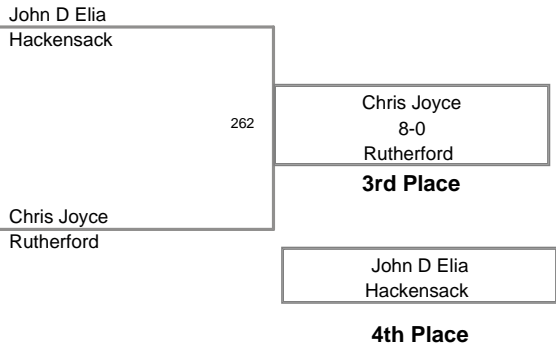 John D Elia
Hackensack
262
Chris Joyce
8-0
Rutherford
3rd Place
Chris Joyce
Rutherford
John D Elia
Hackensack
4th Place